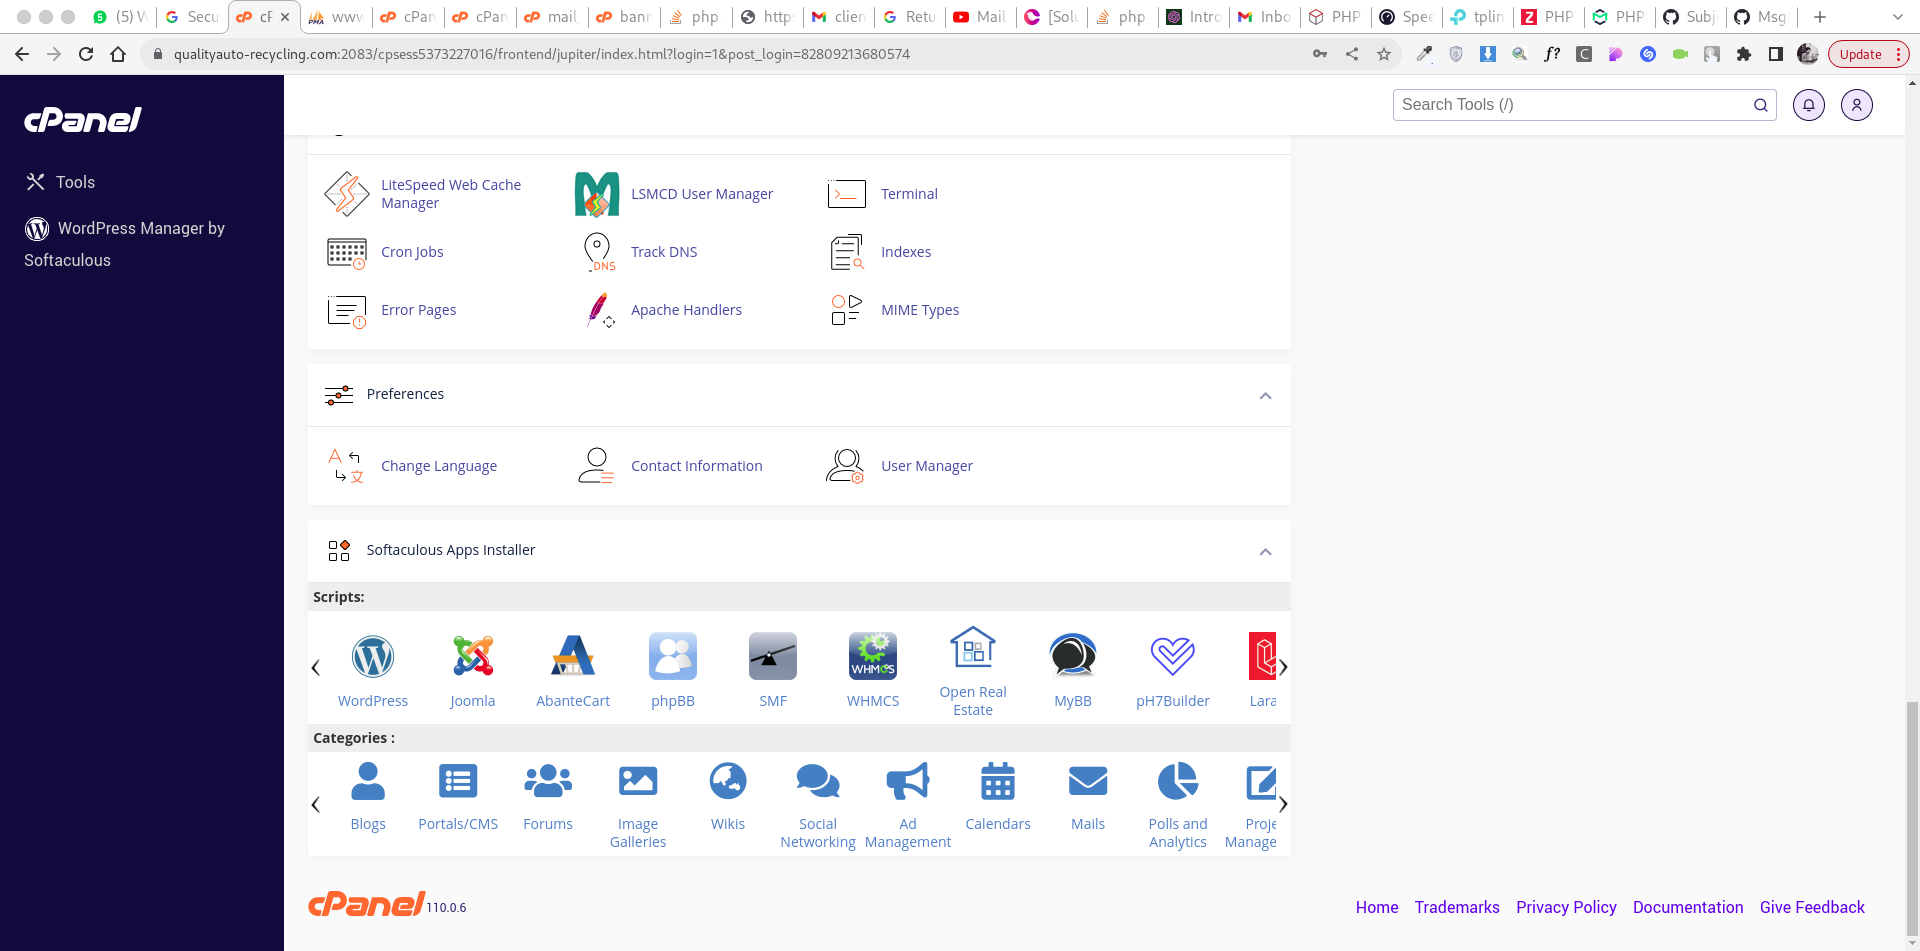 (5) W
Secu
cP
www
cPan
cPan
mail_
bann
php
http
clien
Retu
Mail
[Solu
php
Intro
Inbo
PHP
Spee
tplin
PHP
PHP
Subj
Msg
qualityauto-recycling.com:2083/cpsess5373227016/frontend/jupiter/index.html?login=1&post_login=82809213680574
Update
cPanel
Search Tools (/)
Tools
WordPress Manager by
Softaculous
LiteSpeed Web Cache
Manager
LSMCD User Manager
Terminal
Cron Jobs
Track DNS
Indexes
Error Pages
Apache Handlers
MIME Types
Preferences
Change Language
Contact Information
User Manager
Softaculous Apps Installer
Scripts:
WordPress
Joomla
AbanteCart
phpBB
SMF
WHMCS
Open Real
Estate
MyBB
pH7Builder
Lara
Categories :
Blogs
Portals/CMS
Forums
Image
Galleries
Wikis
Social
Networking
Ad
Management
Calendars
Mails
Polls and
Analytics
Proje
Manage
cPanel 110.0.6
Home
Trademarks
Privacy Policy
Documentation
Give Feedback